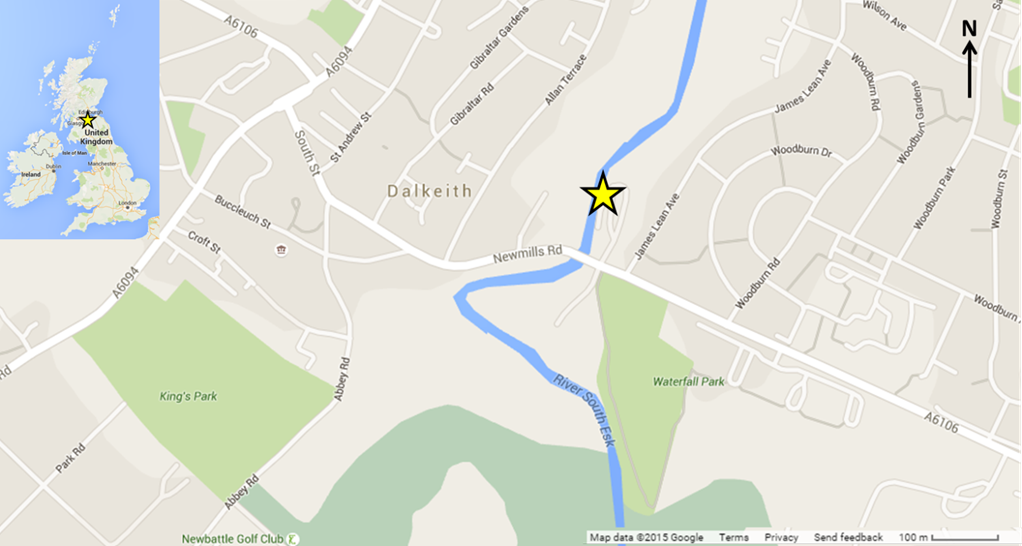 A6106
A6094
Gibraltar Gardens
Allan Terrace
Gibraltar Rd
South St
St Andrew St
Dalkeith
Wilson Ave
N
James Lean Ave
Woodburn Rd
Woodburn Gardens
Woodburn Dr
Woodburn Park
Woodburn St
James Lean Ave
Woodburn Rd
Woodburn
Edinburgh
United
Kingdom
Isle of Man
Dublin
Ireland
Manchester
London
Buccleuch St
Croft St
A6094
Newmills Rd
Abbey Rd
King's Park
River South Esk
Waterfall Park
A6106
Rd
Park Rd
Abbey Rd
Newbattle Golf Club
Map data ©2015 Google Terms Privacy Send feedback 100 m